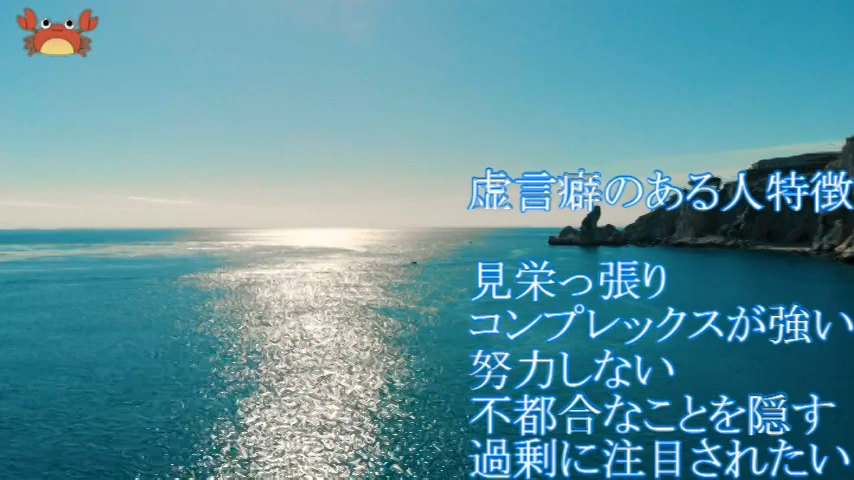 虚言癖のある人特徴
見栄っ張り
コンプレックスが強い
努力しない
不都合なことを隠す
過剰に注目されたい